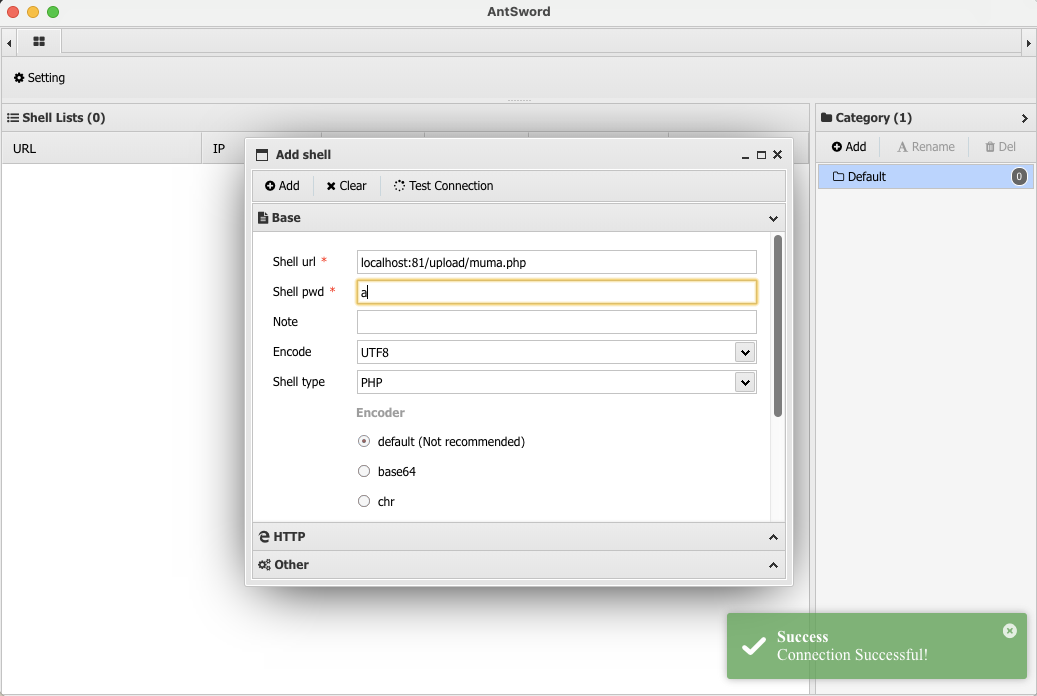 AntSword
Setting
Shell Lists (0)
Category (1)
URL
IP
Add
Rename
Del
Default
0
Add shell
Add
Clear
Test Connection
Base
Shell url *
localhost:81/upload/muma.php
Shell pwd *
a
Note
Encode
UTF8
Shell type
PHP
Encoder
default (Not recommended)
base64
chr
HTTP
Other
Success
Connection Successful!